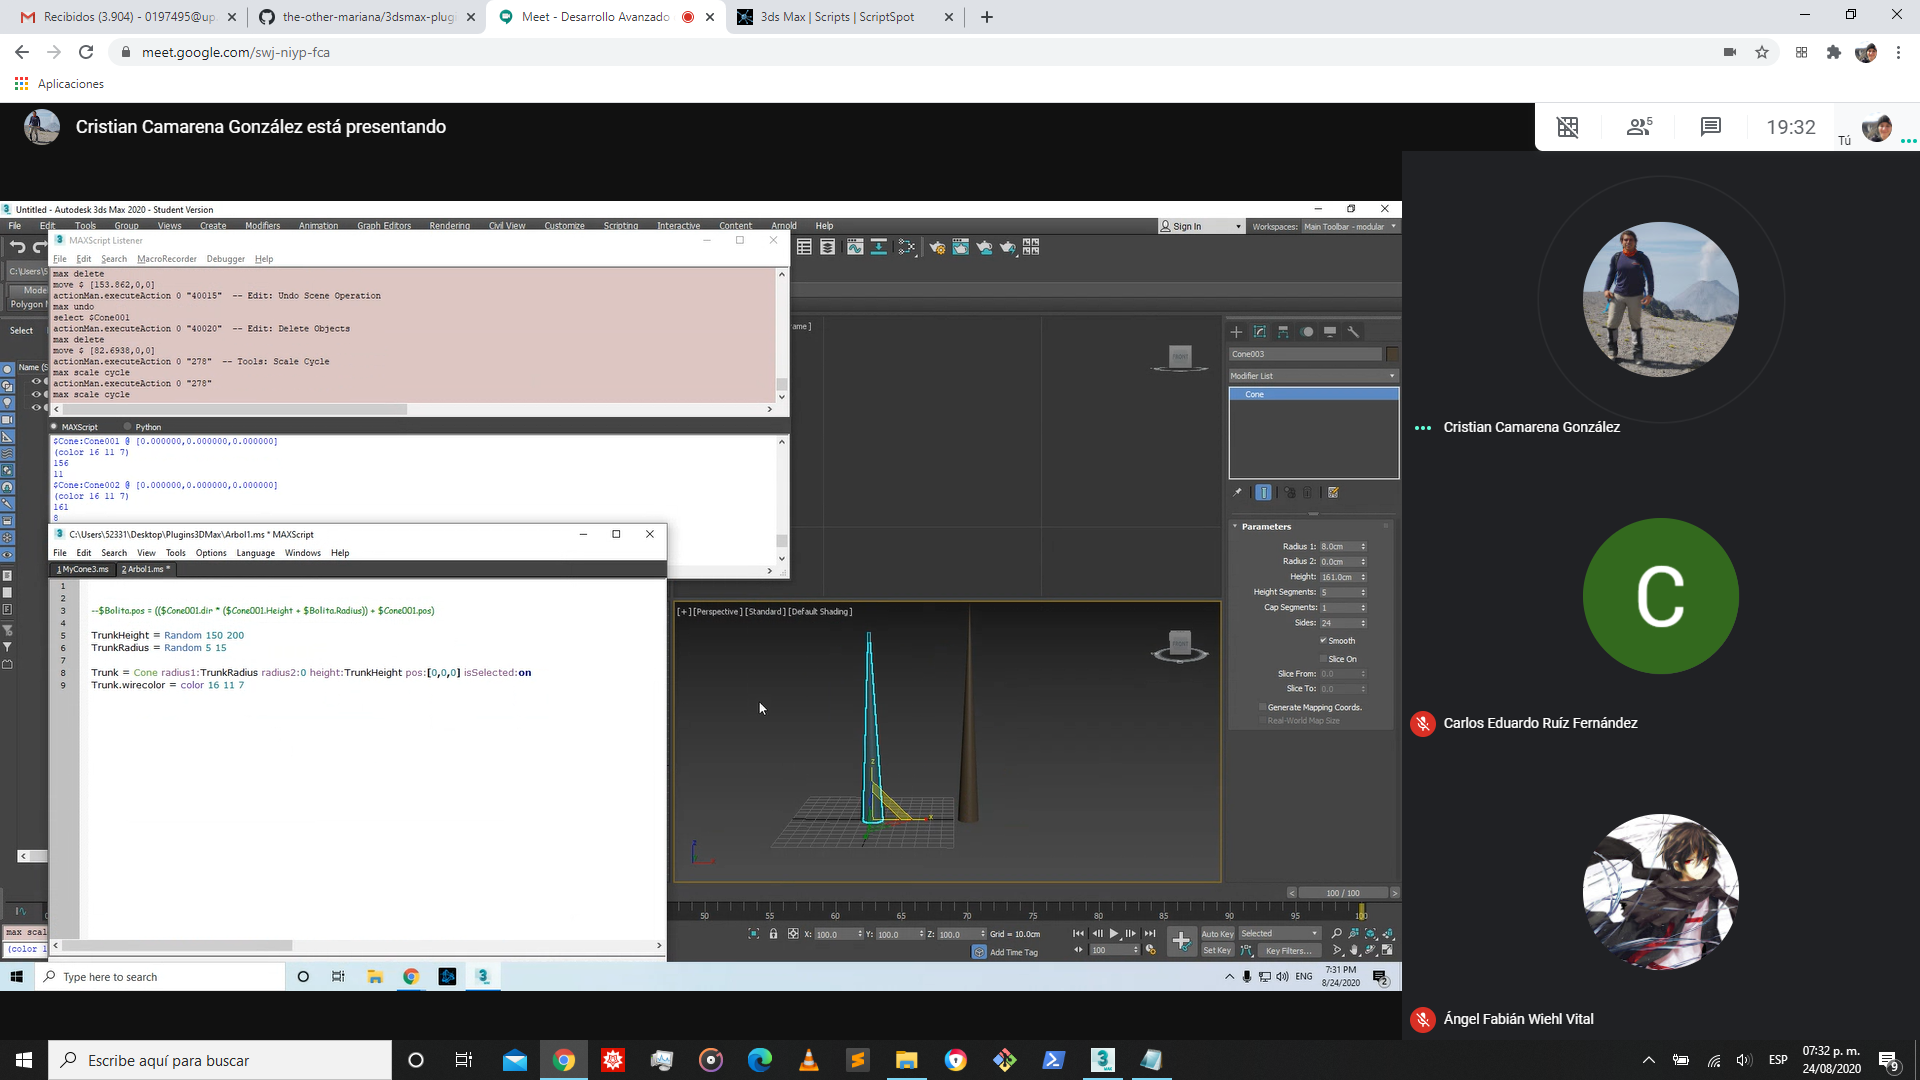 Recibidos (3.904) - 0197495@up
the-other-mariana/3dsmax-plug
Meet - Desarrollo Avanzado
3ds Max | Scripts | ScriptSpot
meet.google.com/swj-niyp-fca
Aplicaciones
Cristian Camarena González está presentando
5
19:32
Tú
Untitled - Autodesk 3ds Max 2020 - Student Version
File Edit Tools Group Views Create Modifiers Animation Graph Editors Rendering Civil View Customize Scripting Interactive Content Arnold Help
Sign In
Workspaces: Main Toolbar - modular
MAXScript Listener
File Edit Search MacroRecorder Debugger Help
C:\Users\5
Mode
Polygon M
Select
Name (S
max delete
move $ [153.862,0,0]
actionMan.executeAction 0 "40015"  -- Edit: Undo Scene Operation
max undo
select $Cone001
actionMan.executeAction 0 "40020"  -- Edit: Delete Objects
max delete
move $ [82.6938,0,0]
actionMan.executeAction 0 "278"  -- Tools: Scale Cycle
max scale cycle
actionMan.executeAction 0 "278"
max scale cycle
MAXScript Python
$Cone:Cone001 @ [0.000000,0.000000,0.000000]
(color 16 11 7)
156
11
$Cone:Cone002 @ [0.000000,0.000000,0.000000]
(color 16 11 7)
161
8
C:\Users\52331\Desktop\Plugins3DMax\Arbol1.ms * MAXScript
File Edit Search View Tools Options Language Windows Help
1 MyCone3.ms 2 Arbol1.ms *
1
2
3 --$Bolita.pos = (($Cone001.dir * ($Cone001.Height + $Bolita.Radius)) + $Cone001.pos)
4
5 TrunkHeight = Random 150 200
6 TrunkRadius = Random 5 15
7
8 Trunk = Cone radius1:TrunkRadius radius2:0 height:TrunkHeight pos:[0,0,0] isSelected:on
9 Trunk.wirecolor = color 16 11 7
max scal
(color 1
rame ]
FRONT
[+] [Perspective] [Standard] [Default Shading]
FRONT
z
x
z
Cone003
Modifier List
Cone
Parameters
Radius 1: 8.0cm
Radius 2: 0.0cm
Height: 161.0cm
Height Segments: 5
Cap Segments: 1
Sides: 24
Smooth
Slice On
Slice From: 0.0
Slice To: 0.0
Generate Mapping Coords.
Real-World Map Size
100 / 100
50 55 60 65 70 75 80 85 90 95 100
X: 100.0 Y: 100.0 Z: 100.0 Grid = 10.0cm
Add Time Tag
100
Auto Key Selected
Set Key Key Filters...
Type here to search
ENG
7:31 PM
8/24/2020
2
Cristian Camarena González
C
Carlos Eduardo Ruíz Fernández
Ángel Fabián Wiehl Vital
Escribe aquí para buscar
ESP
07:32 p. m.
24/08/2020
9